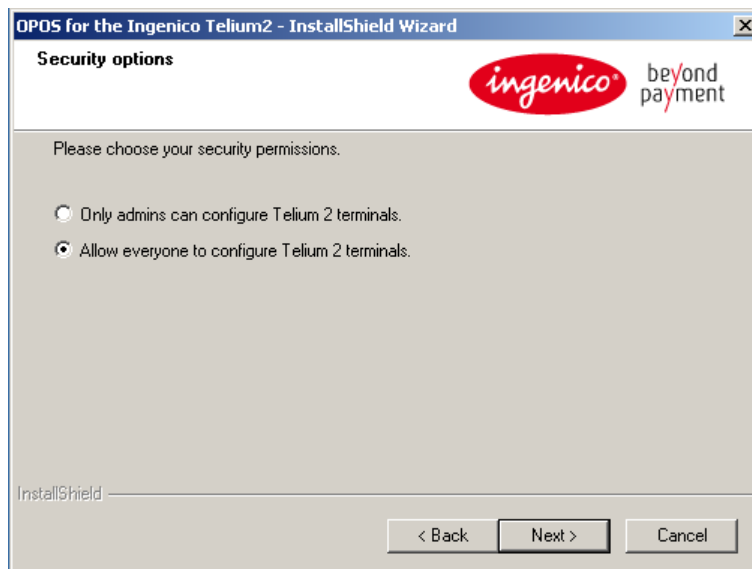 OPOS for the Ingenico Telium2 - InstallShield Wizard
Security options
ingenico®
beyond
payment
Please choose your security permissions.
Only admins can configure Telium 2 terminals.
Allow everyone to configure Telium 2 terminals.
InstallShield
< Back
Next >
Cancel